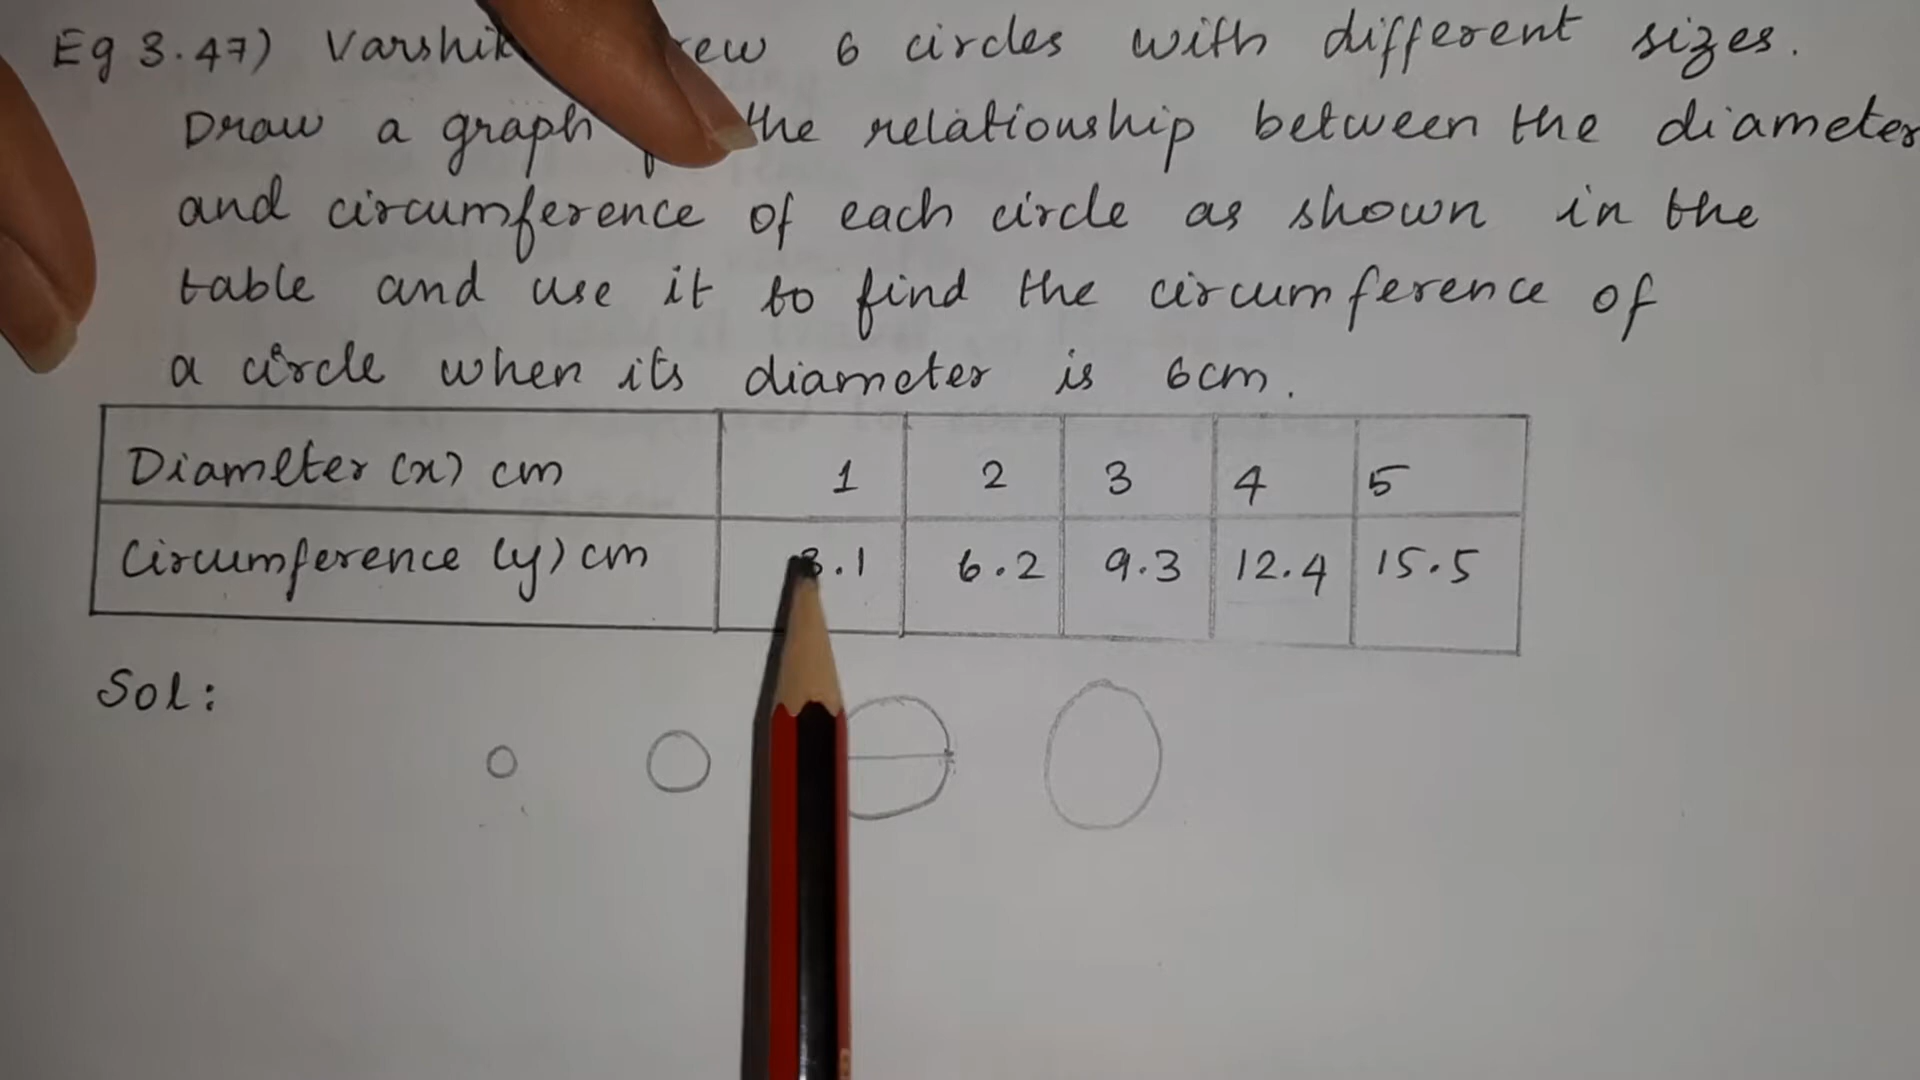 Eg 3.47) Varshik ew 6 circles with different sizes.
Draw a graph the relationship between the diameter
and circumference of each circle as shown in the
table and use it to find the circumference of
a circle when its diameter is 6cm.
Diameter (x) cm 1 2 3 4 5
Circumference (y) cm 3.1 6.2 9.3 12.4 15.5
Sol: